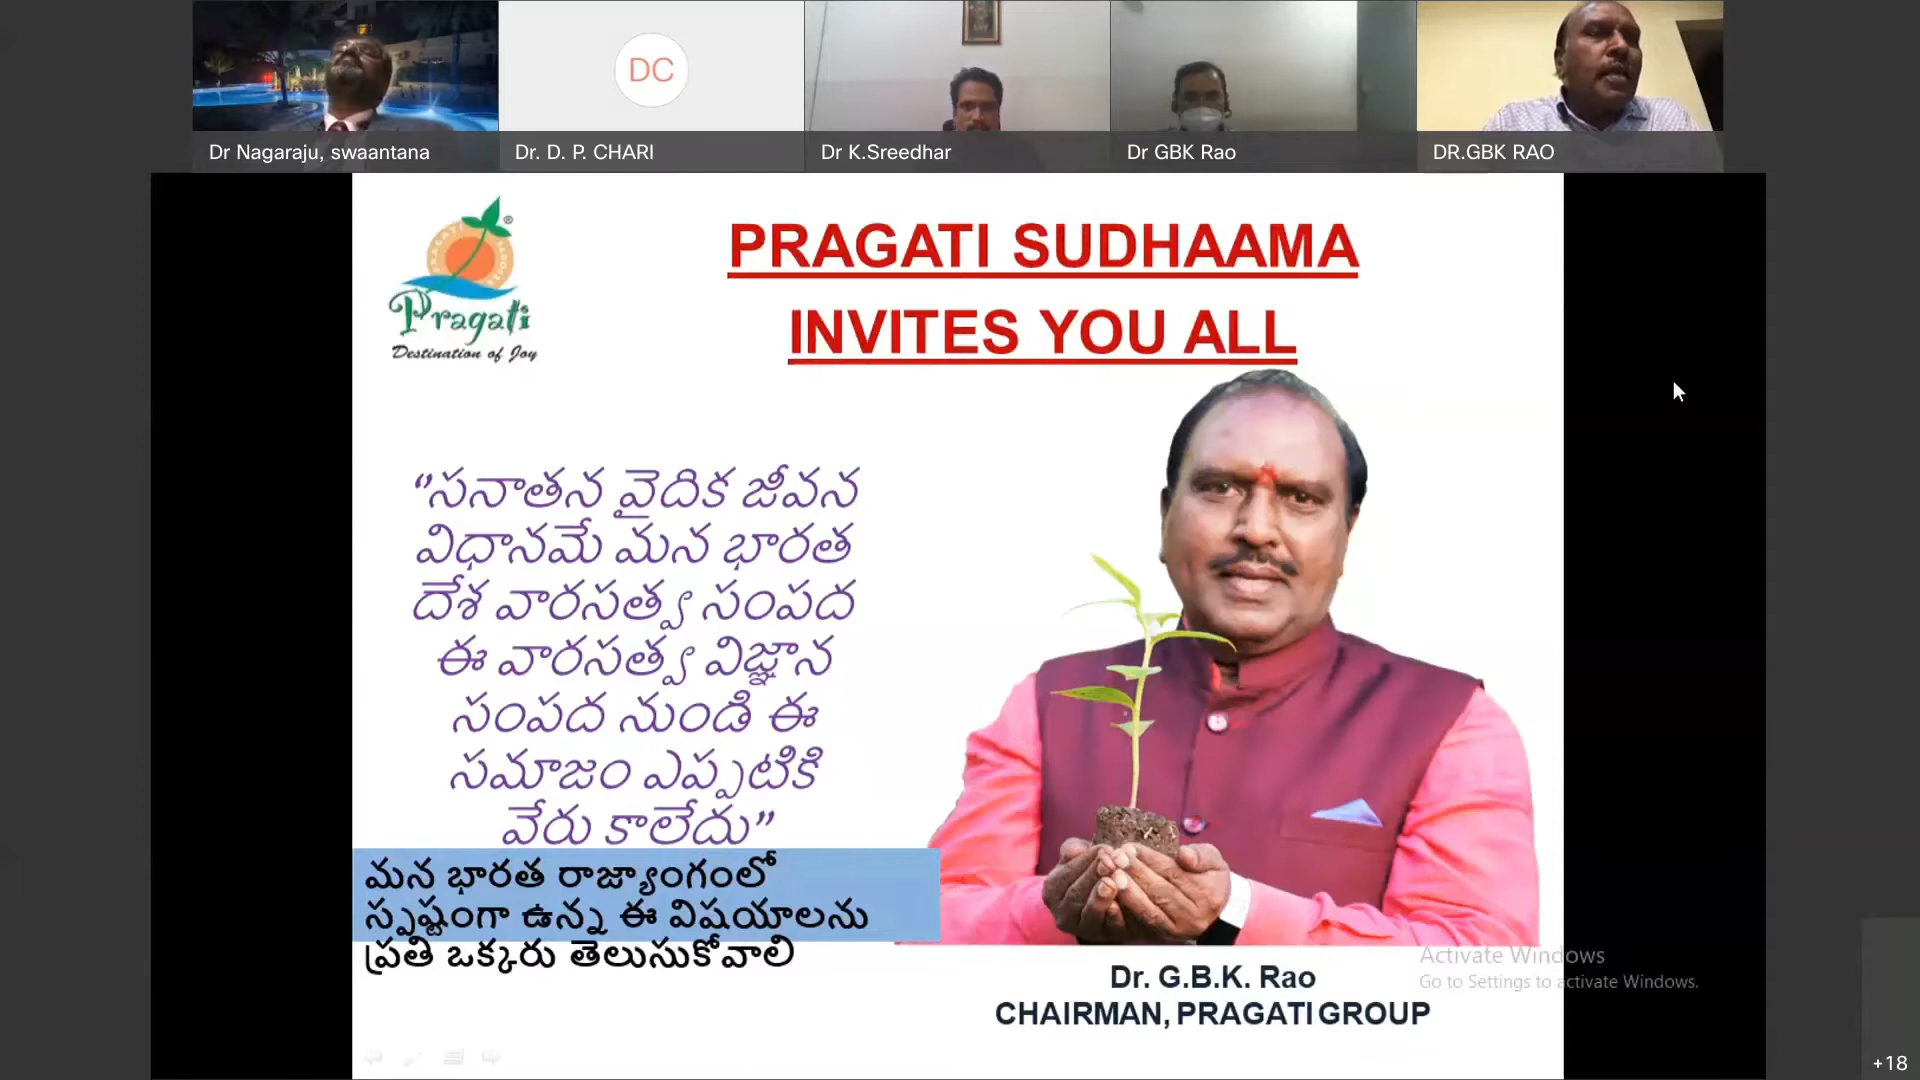 DC
Dr Nagaraju, swaantana
Dr. D. P. CHARI
Dr K.Sreedhar
Dr GBK Rao
DR.GBK RAO
Pragati
Destination of Joy
PRAGATI SUDHAAMA
INVITES YOU ALL
“సనాతన వైదిక జీవన
విధానమే మన భారత
దేశ వారసత్వ సంపద
ఈ వారసత్వ విజ్ఞాన
సంపద నుండి ఈ
సమాజం ఎప్పటికి
వేరు కాలేదు”
మన భారత రాజ్యాంగంలో
స్పష్టంగా ఉన్న ఈ విషయాలను
ప్రతి ఒక్కరు తెలుసుకోవాలి
Dr. G.B.K. Rao
CHAIRMAN, PRAGATI GROUP
Activate Windows
Go to Settings to activate Windows.
+18